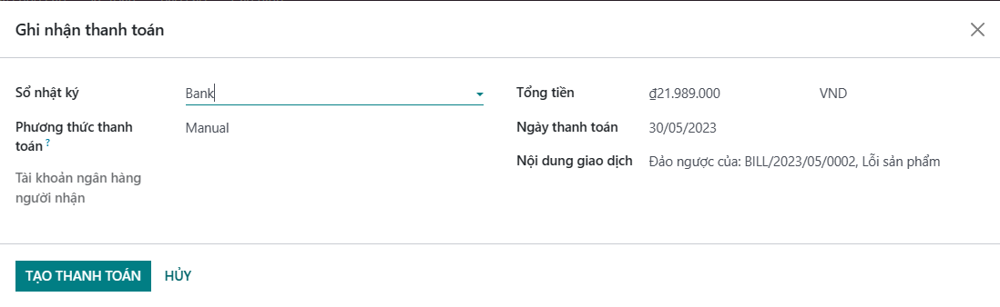 Ghi nhận thanh toán
Sổ nhật ký
Bank
Phương thức thanh
toán ?
Manual
Tài khoản ngân hàng
người nhận
Tổng tiền
₫21.989.000
VND
Ngày thanh toán
30/05/2023
Nội dung giao dịch
Đảo ngược của: BILL/2023/05/0002, Lỗi sản phẩm
TẠO THANH TOÁN
HỦY